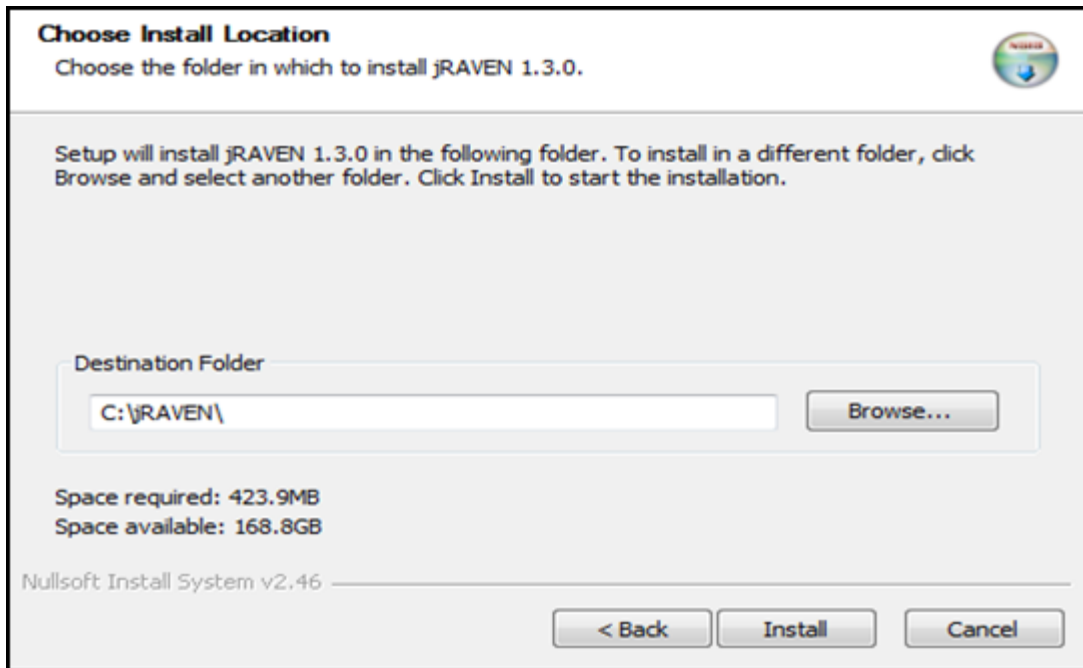 Choose Install Location
Choose the folder in which to install jRAVEN 1.3.0.
Setup will install jRAVEN 1.3.0 in the following folder. To install in a different folder, click
Browse and select another folder. Click Install to start the installation.
Destination Folder
C:\jRAVEN\
Browse...
Space required: 423.9MB
Space available: 168.8GB
Nullsoft Install System v2.46
< Back
Install
Cancel